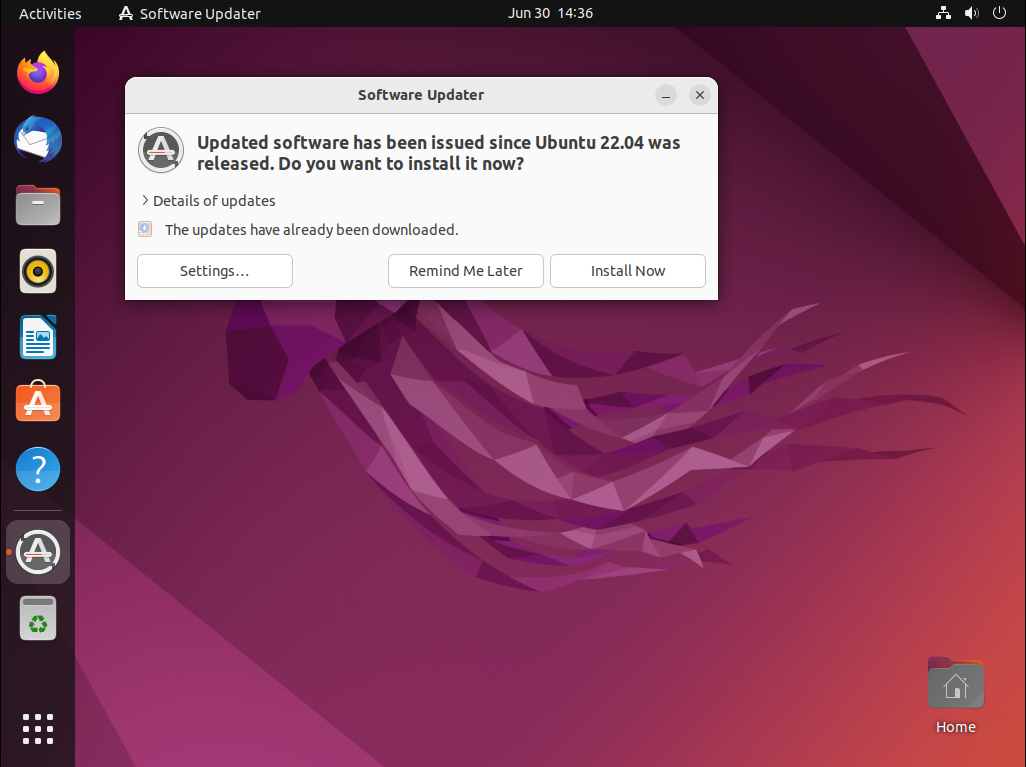 Activities
Software Updater
Jun 30 14:36
Software Updater
Updated software has been issued since Ubuntu 22.04 was
released. Do you want to install it now?
Details of updates
The updates have already been downloaded.
Settings…
Remind Me Later
Install Now
Home